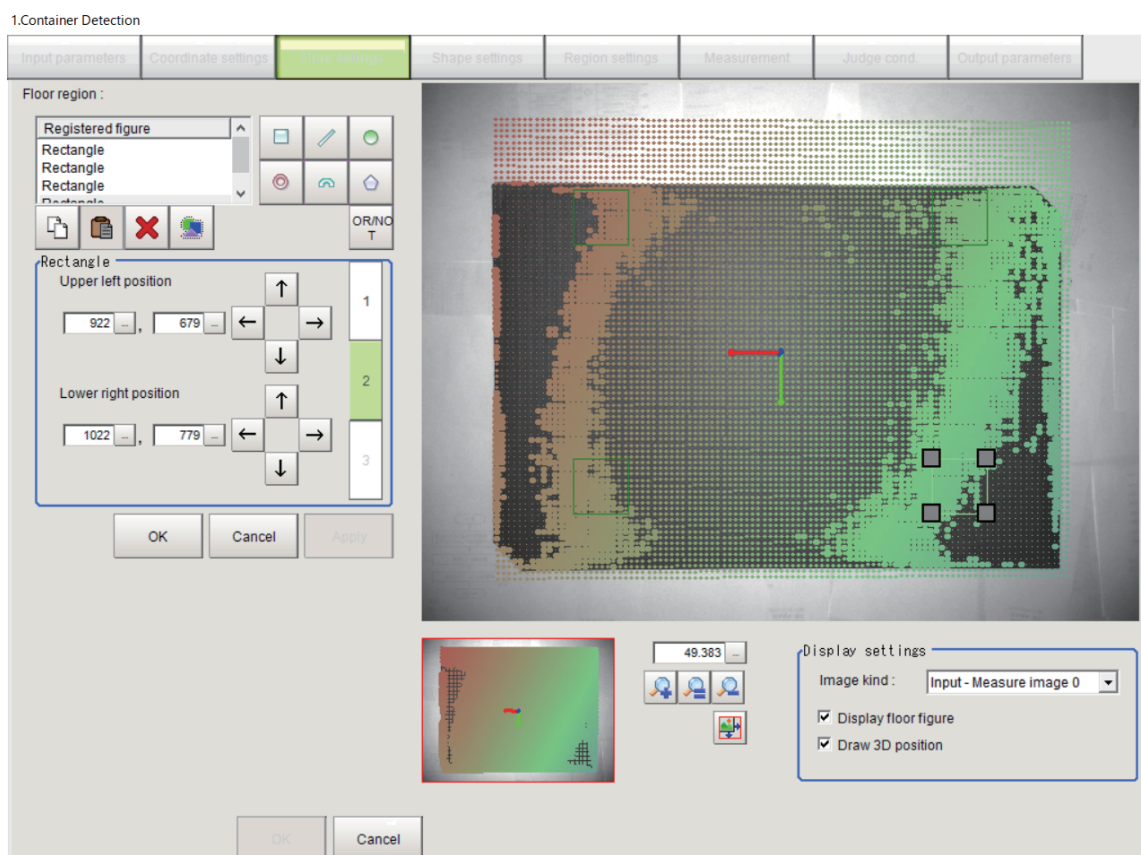 1.Container Detection
Input parameters
Coordinate settings
Shape settings
Region settings
Measurement
Judge cond.
Output parameters
Floor region :
Registered figure
Rectangle
Rectangle
Rectangle
Rectangle
OR/NO
T
Rectangle
Upper left position
922 ... , 679 ...
1
2
3
Lower right position
1022 ... , 779 ...
OK
Cancel
Apply
49.383 ...
Display settings
Image kind :
Input - Measure image 0
Display floor figure
Draw 3D position
OK
Cancel